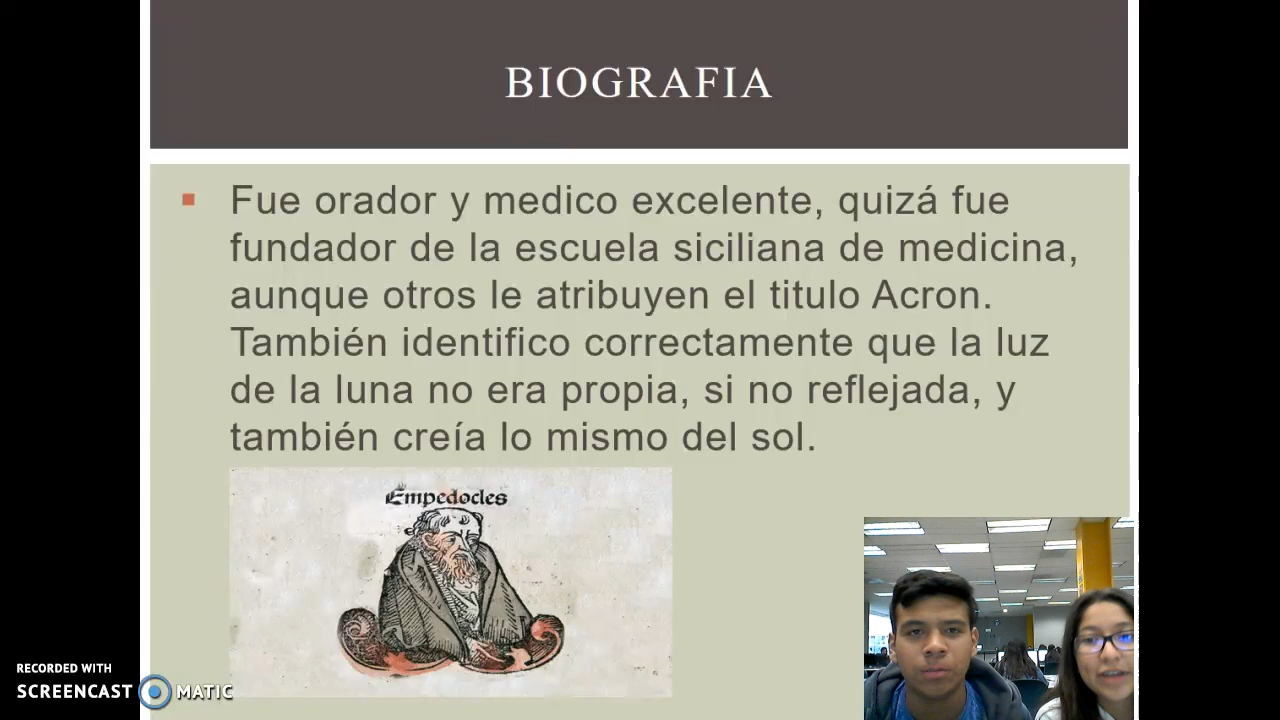 BIOGRAFIA
Fue orador y medico excelente, quizá fue
fundador de la escuela siciliana de medicina,
aunque otros le atribuyen el titulo Acron.
También identifico correctamente que la luz
de la luna no era propia, si no reflejada, y
también creía lo mismo del sol.
Empedocles
RECORDED WITH
SCREENCAST MATIC